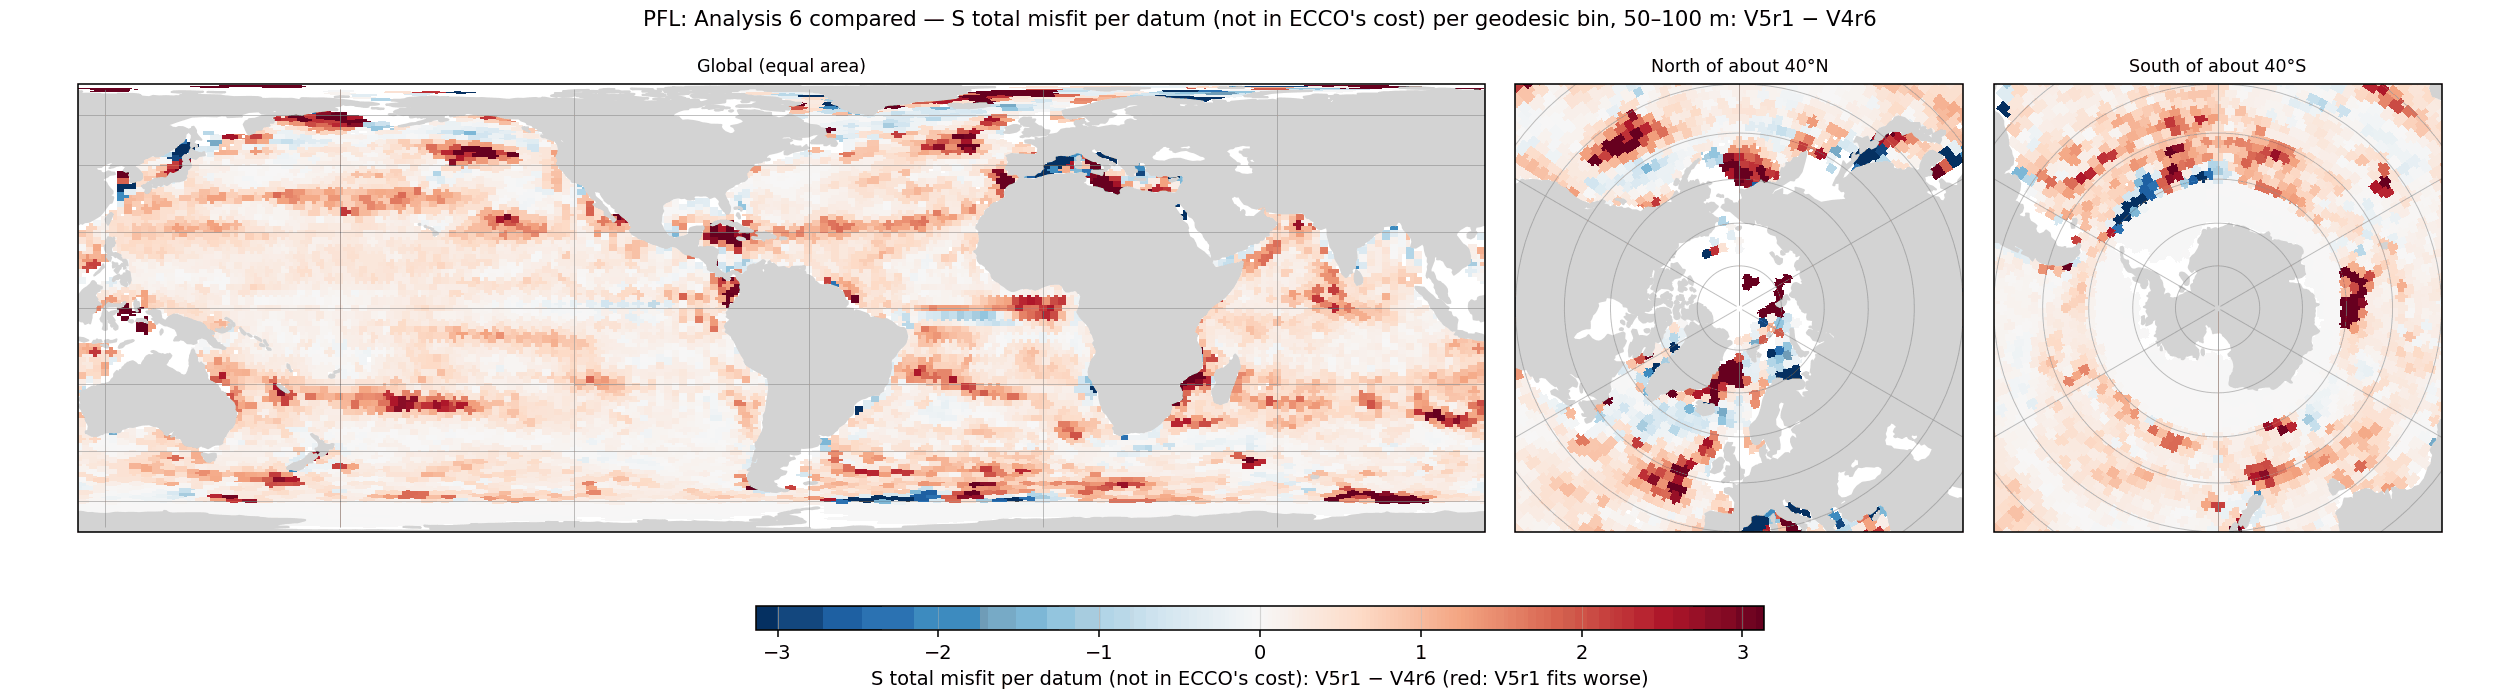 PFL: Analysis 6 compared — S total misfit per datum (not in ECCO's cost) per geodesic bin, 50–100 m: V5r1 − V4r6
Global (equal area)
North of about 40°N
South of about 40°S
−3 −2 −1 0 1 2 3
S total misfit per datum (not in ECCO's cost): V5r1 − V4r6 (red: V5r1 fits worse)